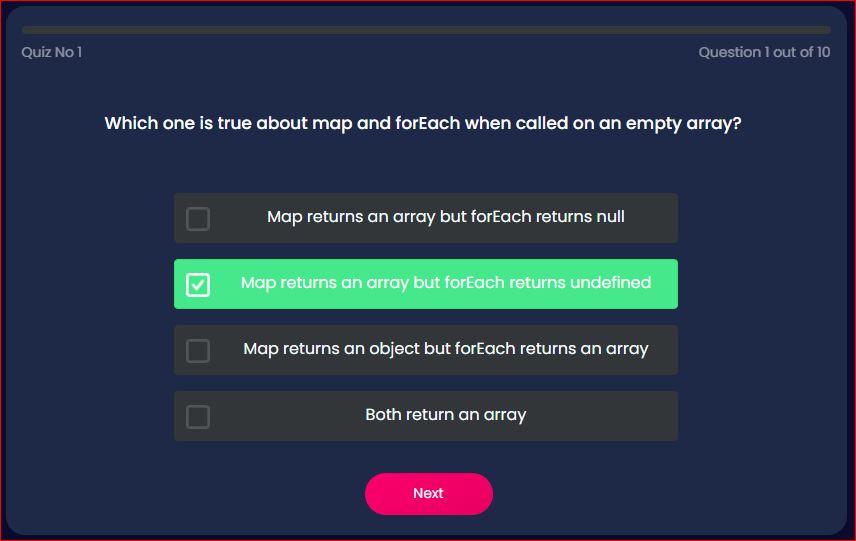 Quiz No 1
Question 1 out of 10
Which one is true about map and forEach when called on an empty array?
Map returns an array but forEach returns null
Map returns an array but forEach returns undefined
Map returns an object but forEach returns an array
Both return an array
Next